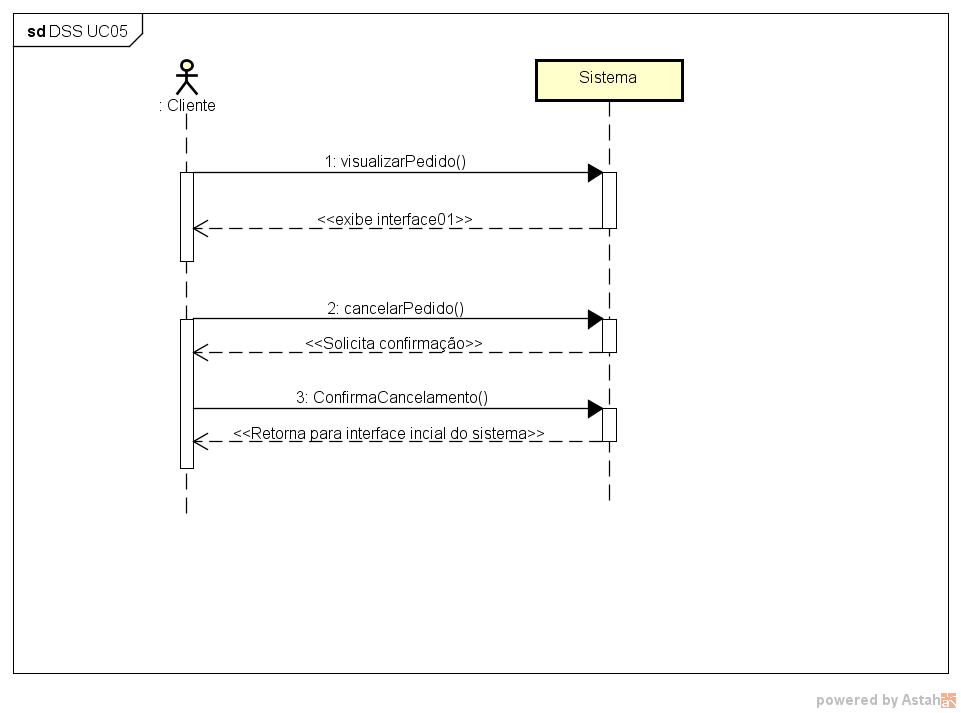 sd DSS UC05
: Cliente
Sistema
1: visualizarPedido()
<<exibe interface01>>
2: cancelarPedido()
<<Solicita confirmação>>
3: ConfirmaCancelamento()
<<Retorna para interface incial do sistema>>
powered by Astah